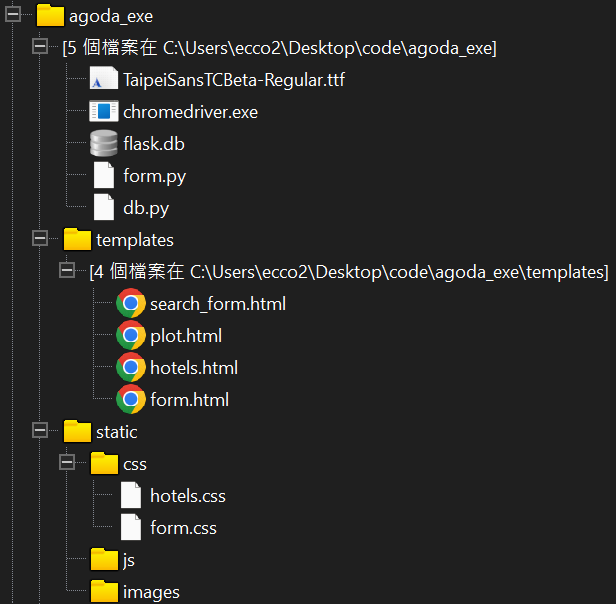 agoda_exe
[5 個檔案在 C:\Users\ecco2\Desktop\code\agoda_exe]
TaipeiSansTCBeta-Regular.ttf
chromedriver.exe
flask.db
form.py
db.py
templates
[4 個檔案在 C:\Users\ecco2\Desktop\code\agoda_exe\templates]
search_form.html
plot.html
hotels.html
form.html
static
css
hotels.css
form.css
js
images